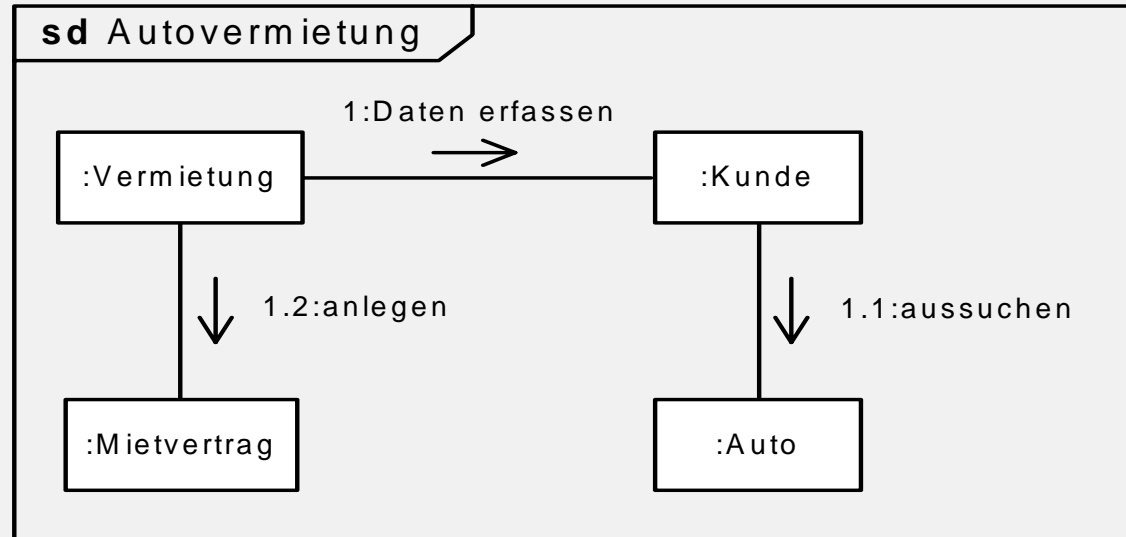 sd Autovermietung
1:Daten erfassen
:Vermietung
:Kunde
1.2:anlegen
1.1:aussuchen
:Mietvertrag
:Auto